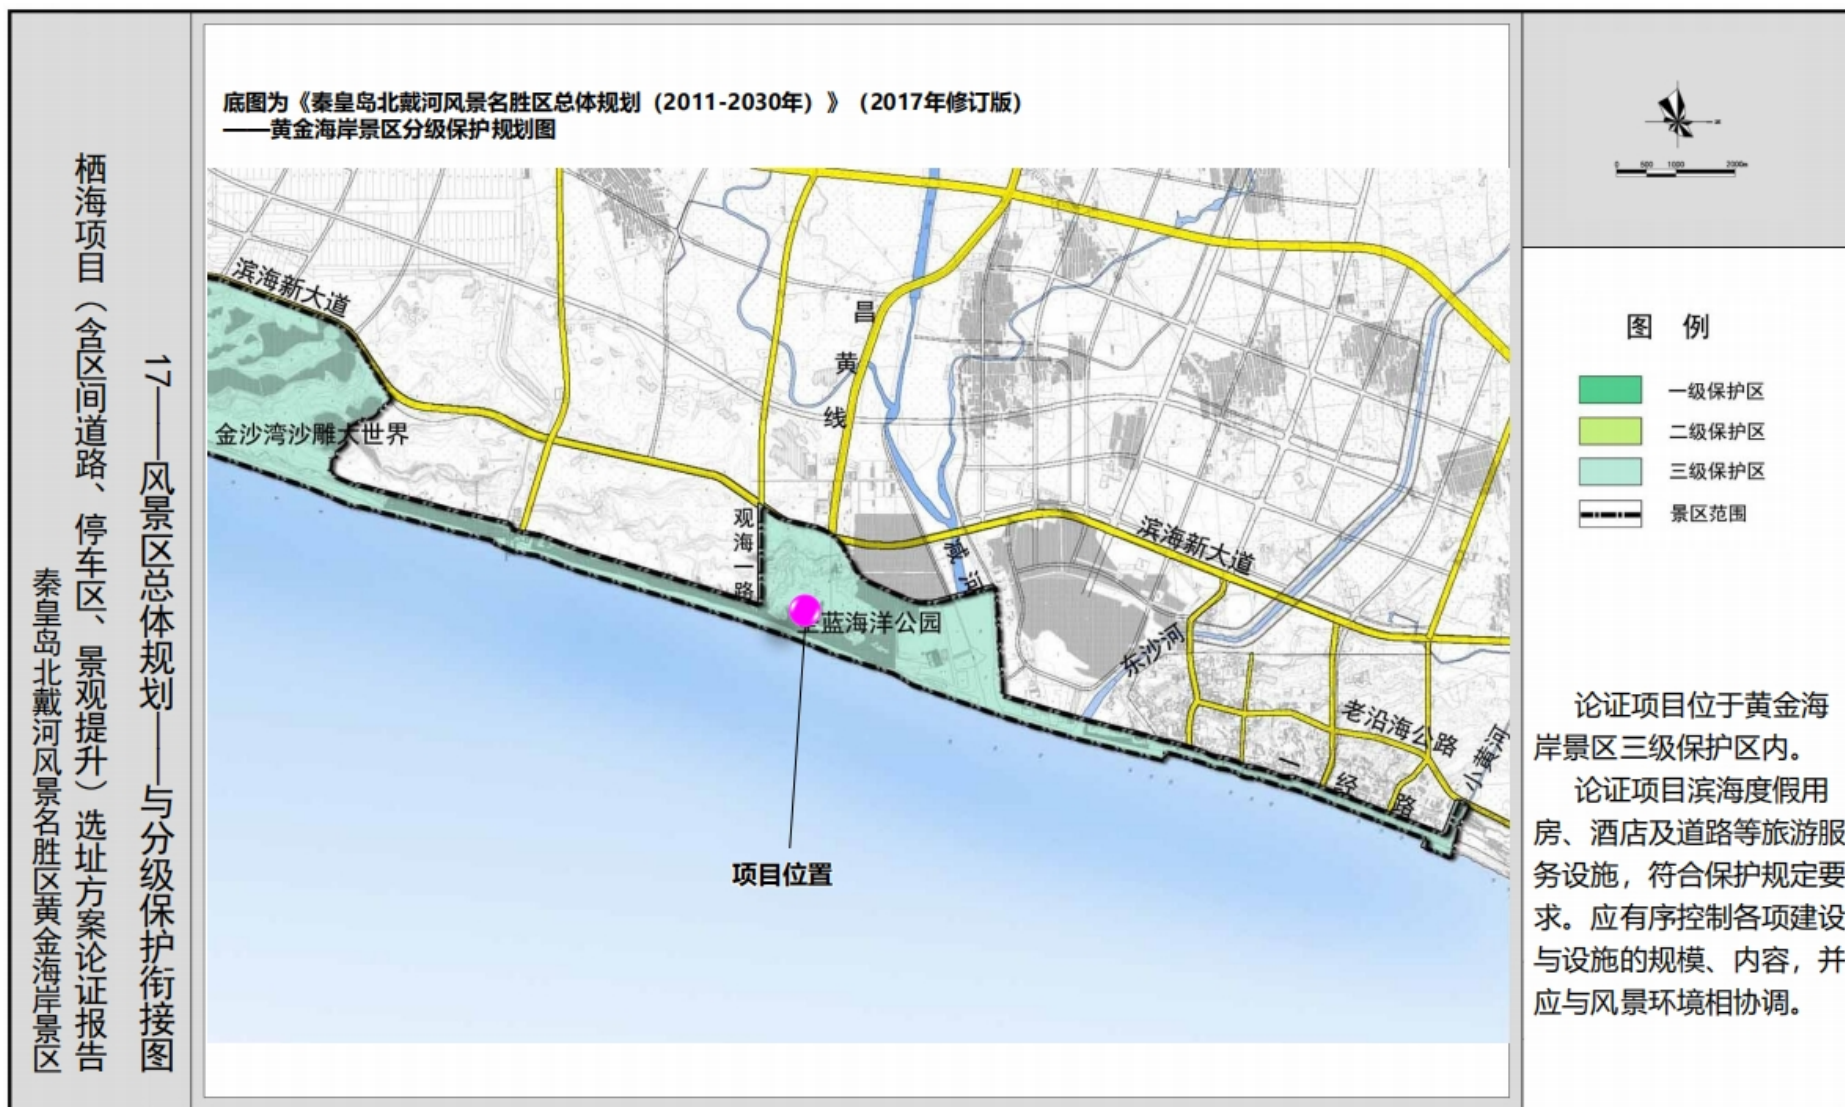 秦皇岛北戴河风景名胜区黄金海岸景区
栖海项目（含区间道路、停车区、景观提升）选址方案论证报告
17——风景区总体规划——与分级保护衔接图
底图为《秦皇岛北戴河风景名胜区总体规划（2011-2030年）》（2017年修订版）
——黄金海岸景区分级保护规划图
滨海新大道
金沙湾沙雕大世界
昌黄线
观海一路
蓝海洋公园
减河
滨海新大道
东沙河
老沿海公路
小黄河
一经路
项目位置
0 500 1000 2000m
图 例
一级保护区
二级保护区
三级保护区
景区范围
论证项目位于黄金海
岸景区三级保护区内。
论证项目滨海度假用
房、酒店及道路等旅游服
务设施，符合保护规定要
求。应有序控制各项建设
与设施的规模、内容，并
应与风景环境相协调。